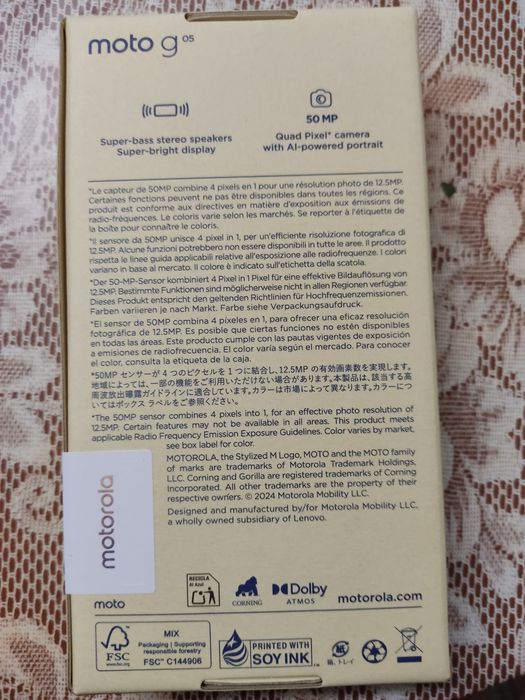 moto g 05
Super-bass stereo speakers
Super-bright display
50 MP
Quad Pixel* camera
with AI-powered portrait
*Le capteur de 50MP combine 4 pixels en 1 pour une résolution photo de 12.5MP.
Certaines fonctions peuvent ne pas être disponibles dans toutes les régions. Ce
produit est conforme aux directives en matière d'exposition aux émissions de
radio-fréquences. Le coloris varie selon les marchés. Se reporter à l'étiquette de
la boîte pour connaître le coloris.
*Il sensore da 50MP unisce 4 pixel in 1, per un'efficiente risoluzione fotografica di
12.5MP. Alcune funzioni potrebbero non essere disponibili in tutte le aree. Il prodotto
rispetta le linee guida applicabili relative all'esposizione alle radiofrequenze. I colori
variano in base al mercato. Il colore è indicato sull'etichetta della scatola.
*Der 50-MP-Sensor kombiniert 4 Pixel in 1 Pixel für eine effektive Bildauflösung von
12.5MP. Bestimmte Funktionen sind möglicherweise nicht in allen Regionen verfügbar.
Dieses Produkt entspricht den geltenden Richtlinien für Hochfrequenzemissionen.
Farben variieren je nach Markt. Farbe siehe Verpackungsaufdruck.
*El sensor de 50MP combina 4 píxeles en 1, para ofrecer una eficaz resolución
fotográfica de 12.5MP. Es posible que ciertas funciones no estén disponibles
en todas las áreas. Este producto cumple con las pautas vigentes de exposición
a emisiones de radiofrecuencia. El color varía según el mercado. Para conocer
el color, consulta la etiqueta de la caja.
*50MP センサーが 4 つのピクセルを 1 つに結合し、12.5MP の有効画素数を実現します。
地域によっては、一部の機能をご利用いただけない場合があります。本製品は、該当する高
周波放出曝露ガイドラインに適合しています。カラーは市場によって異なります。カラーにつ
いてはボックス ラベルをご参照ください。
*The 50MP sensor combines 4 pixels into 1, for an effective photo resolution of
12.5MP. Certain features may not be available in all areas. This product meets
applicable Radio Frequency Emission Exposure Guidelines. Color varies by market,
see box label for color.
MOTOROLA, the Stylized M Logo, MOTO and the MOTO family
of marks are trademarks of Motorola Trademark Holdings,
LLC. Corning and Gorilla are registered trademarks of Corning
Incorporated. All other trademarks are the property of their
respective owners. © 2024 Motorola Mobility LLC.
Designed and manufactured by/for Motorola Mobility LLC,
a wholly owned subsidiary of Lenovo.
motorola
moto
RECICLA
Al Azul
CORNING
Dolby
ATMOS
motorola.com
FSC
www.fsc.org
MIX
Packaging | Supporting
responsible forestry
FSC™ C144906
PRINTED WITH
SOY INK™
紙
箱、トレイ